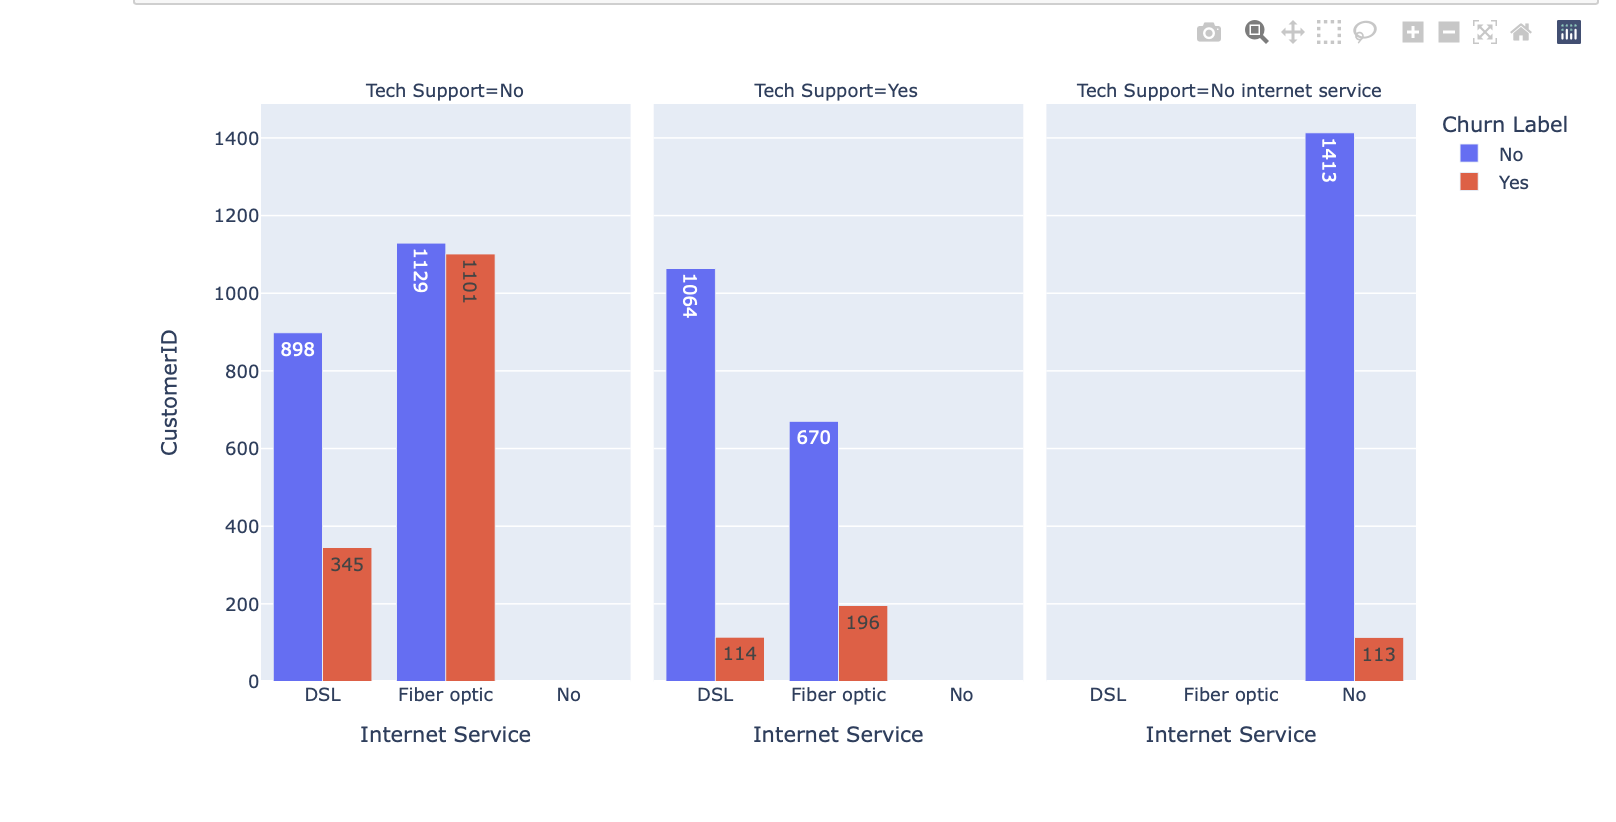 Tech Support=No
Tech Support=Yes
Tech Support=No internet service
Churn Label
No
Yes
CustomerID
1400
1200
1000
800
600
400
200
0
898
345
1129
1101
1064
114
670
196
1413
113
DSL Fiber optic No
DSL Fiber optic No
DSL Fiber optic No
Internet Service
Internet Service
Internet Service